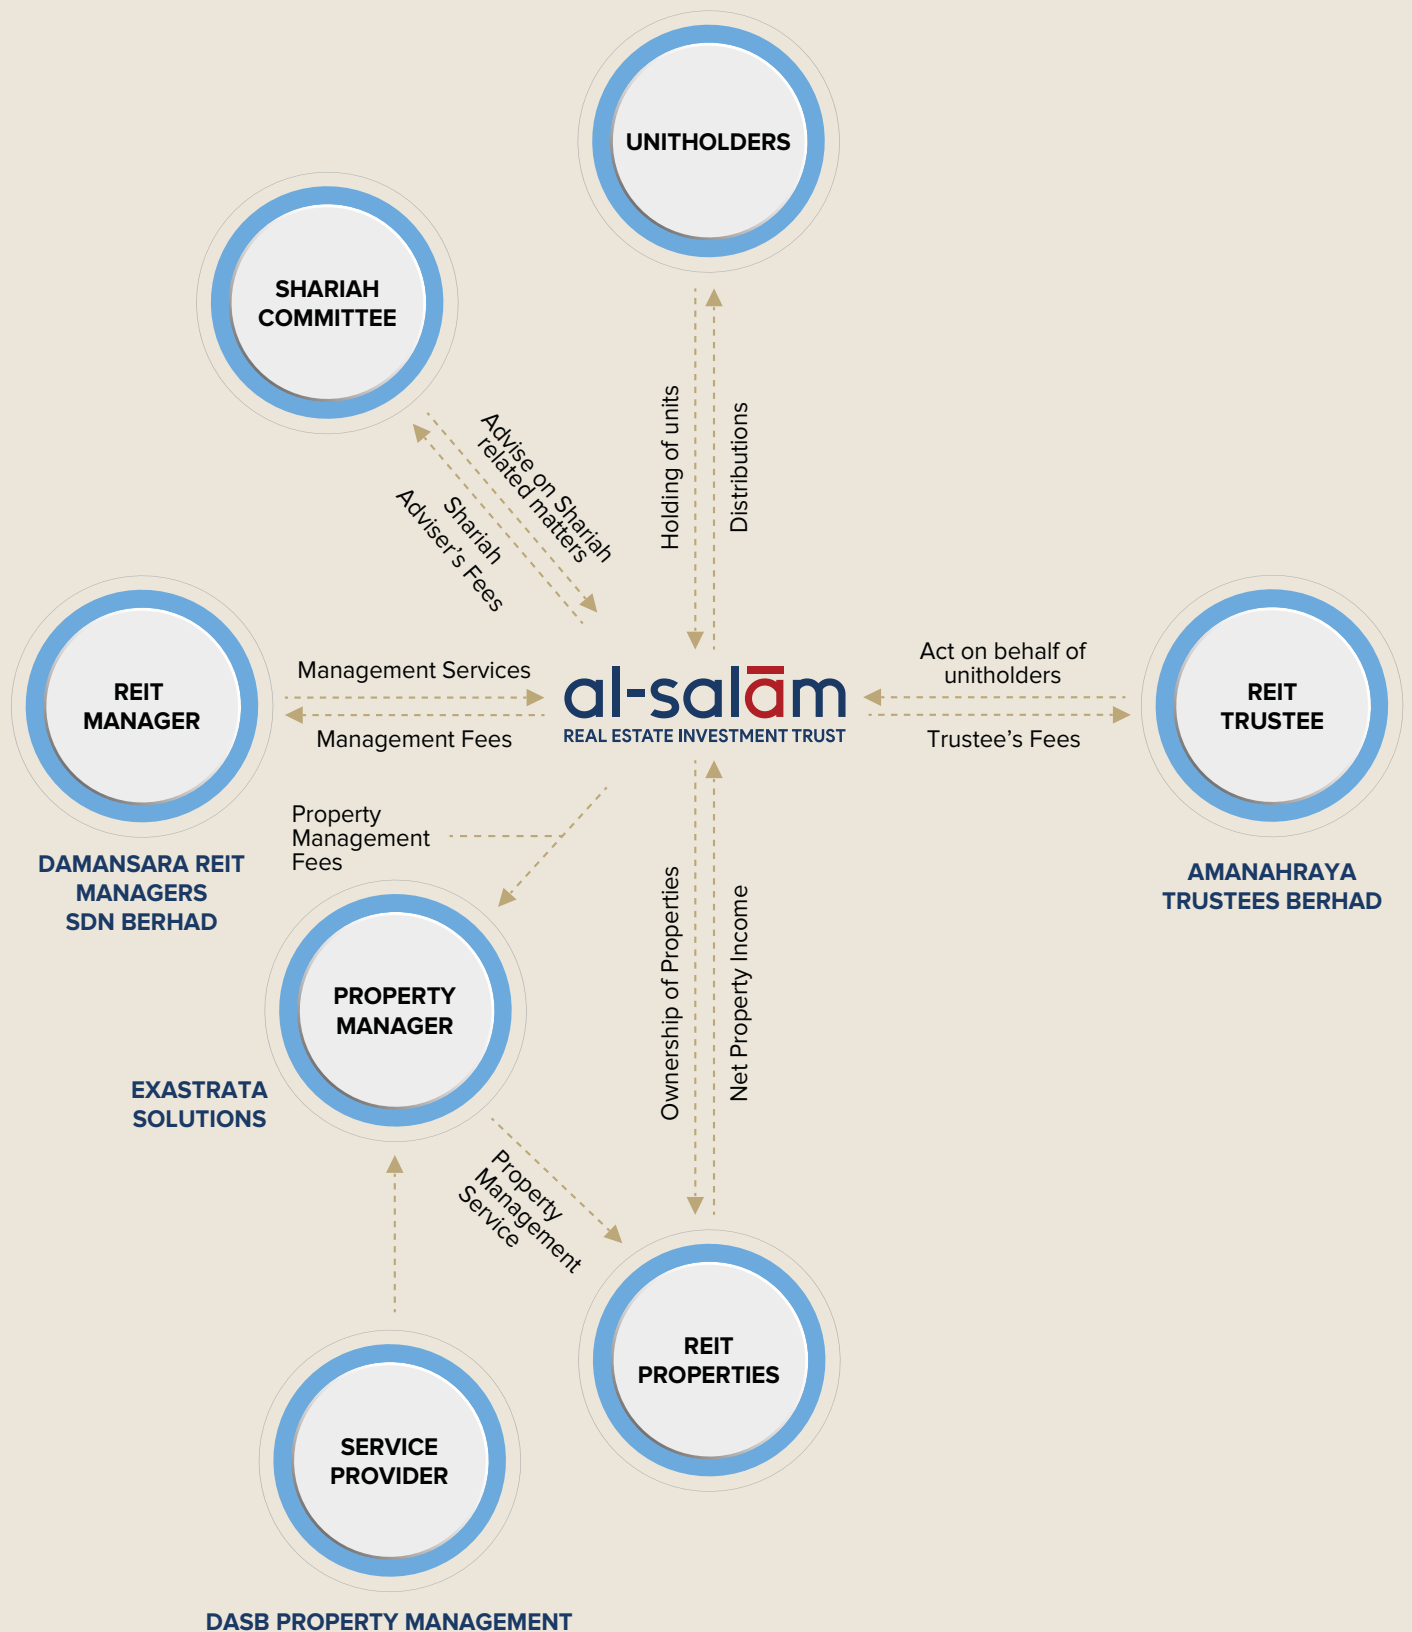 UNITHOLDERS
SHARIAH
COMMITTEE
Holding of units
Distributions
Advise on Shariah
related matters
Shariah
Adviser’s Fees
REIT
MANAGER
DAMANSARA REIT
MANAGERS
SDN BERHAD
Management Services
Management Fees
al-salām
REAL ESTATE INVESTMENT TRUST
Act on behalf of
unitholders
Trustee’s Fees
REIT
TRUSTEE
AMANAHRAYA
TRUSTEES BERHAD
Property
Management
Fees
PROPERTY
MANAGER
EXASTRATA
SOLUTIONS
Ownership of Properties
Net Property Income
Property
Management
Service
REIT
PROPERTIES
SERVICE
PROVIDER
DASB PROPERTY MANAGEMENT